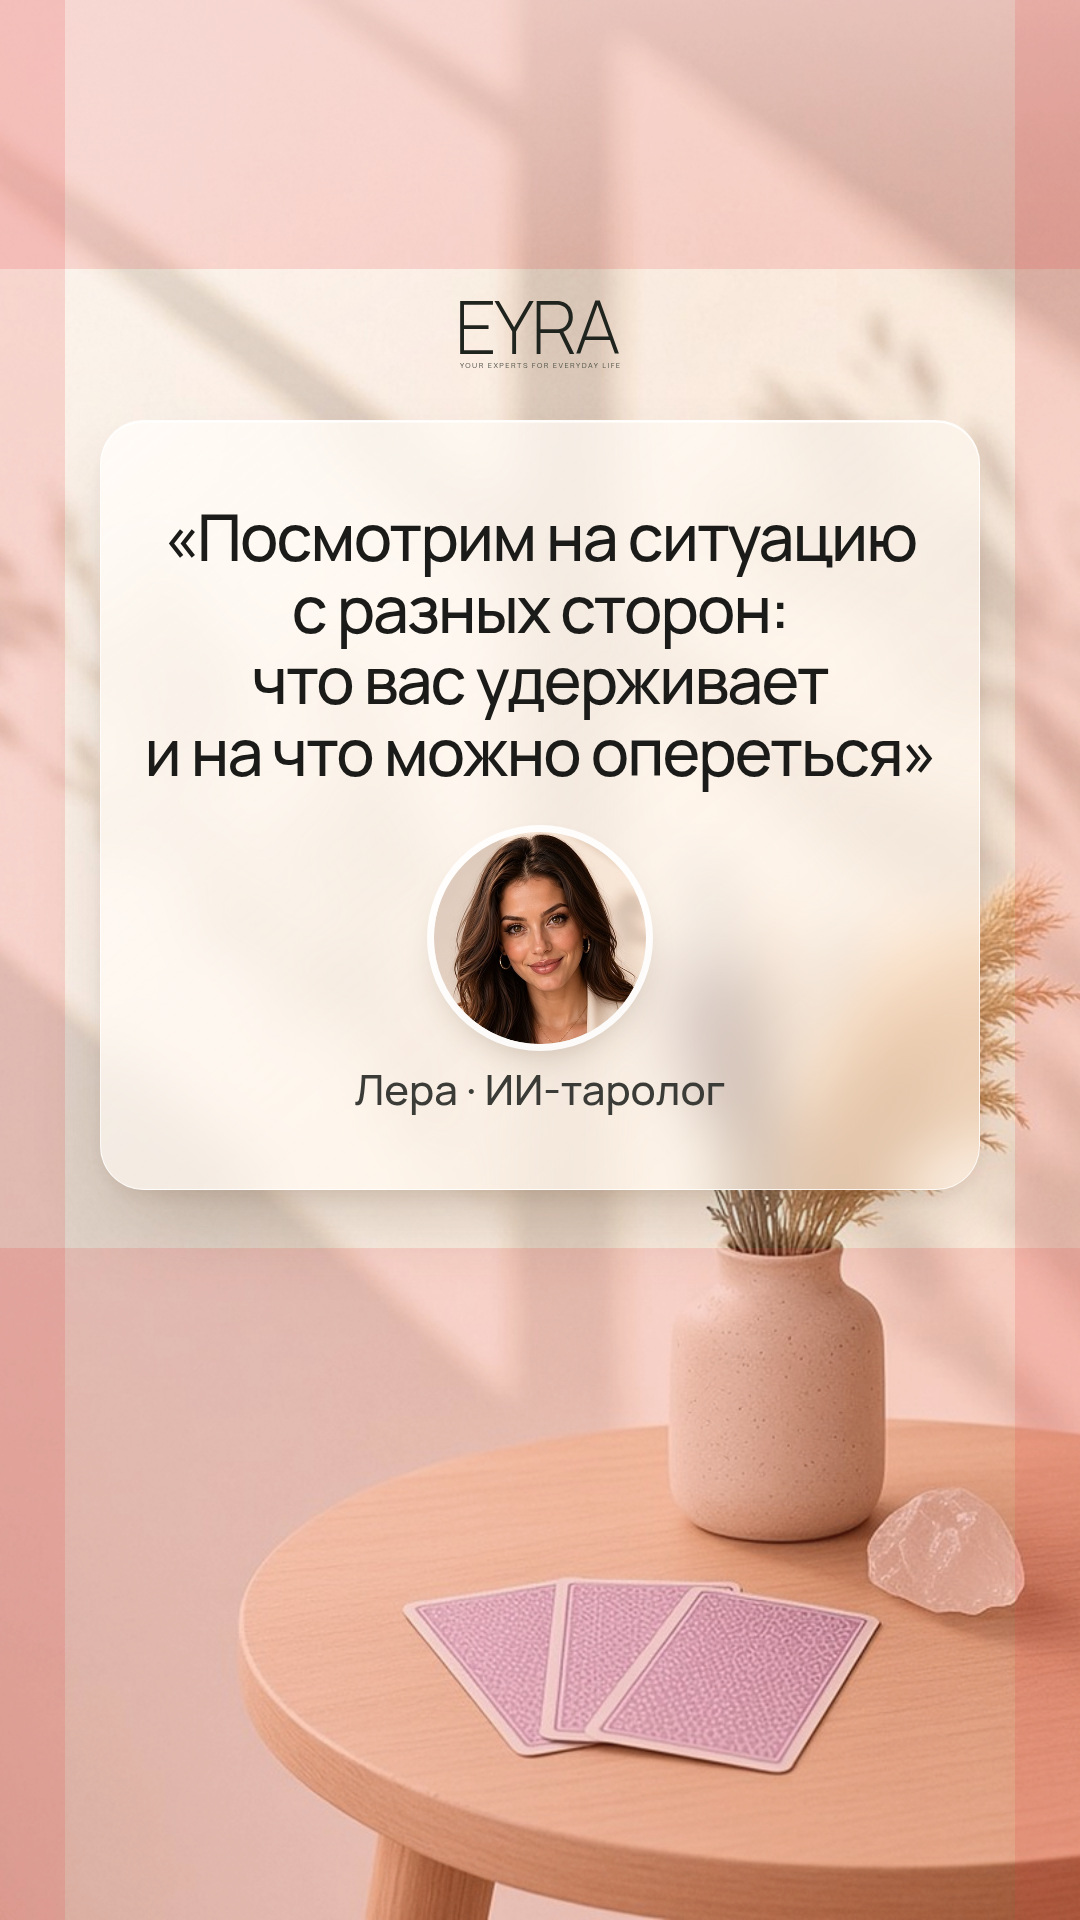 EYRA
YOUR EXPERTS FOR EVERYDAY LIFE
«Посмотрим на ситуацию
с разных сторон:
что вас удерживает
и на что можно опереться»
Лера · ИИ-таролог